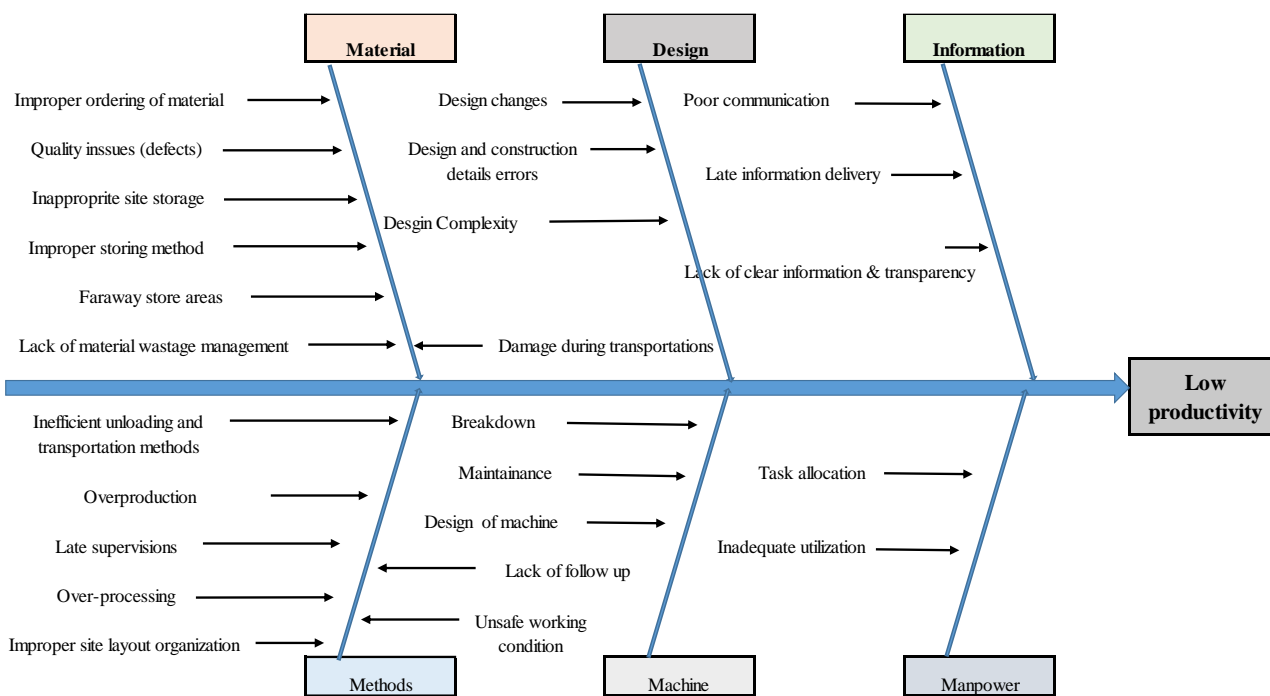 Material
Design
Information
Improper ordering of material
Quality inssues (defects)
Inapproprite site storage
Improper storing method
Faraway store areas
Lack of material wastage management
Damage during transportations
Design changes
Design and construction
details errors
Desgin Complexity
Poor communication
Late information delivery
Lack of clear information & transparency
Low
productivity
Inefficient unloading and
transportation methods
Overproduction
Late supervisions
Over-processing
Improper site layout organization
Lack of follow up
Unsafe working
condition
Breakdown
Maintainance
Design of machine
Task allocation
Inadequate utilization
Methods
Machine
Manpower